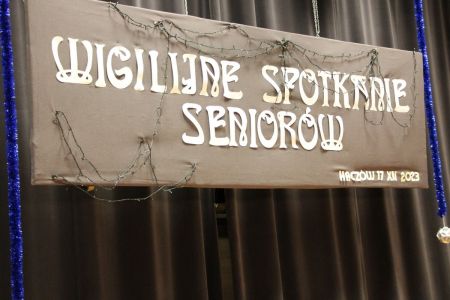 WIGILIJNE SPOTKANIE
SENIORÓW
HACZÓW 17 XII 2023